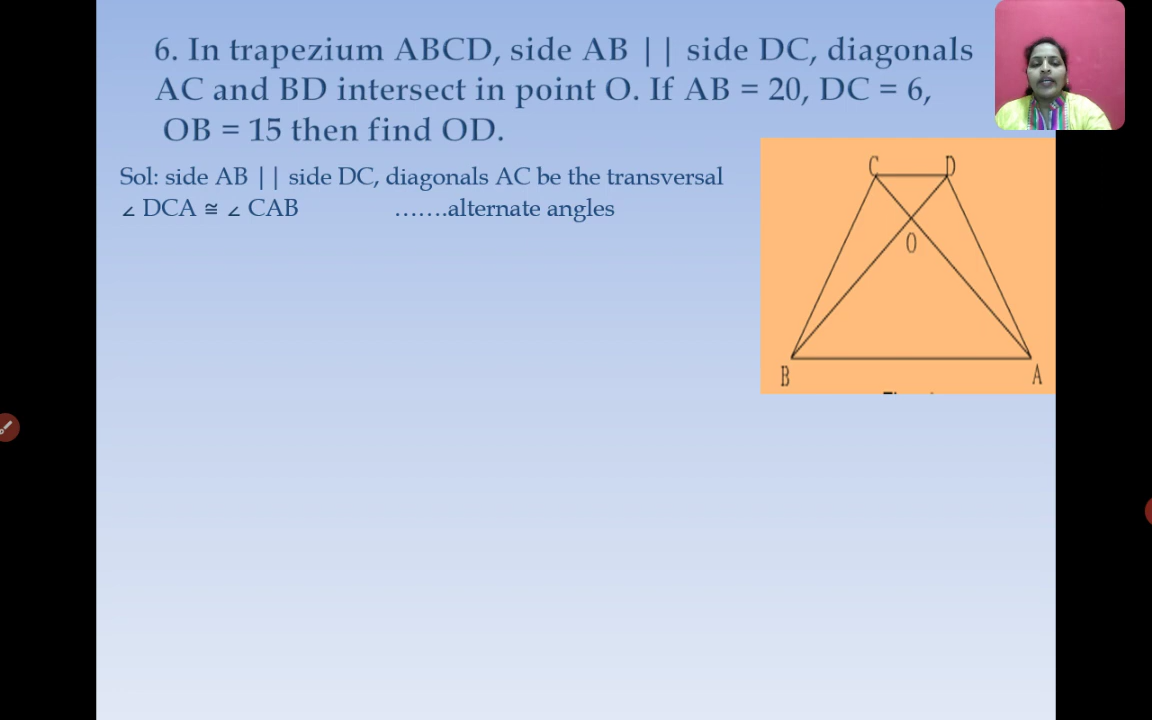 6. In trapezium ABCD, side AB || side DC, diagonals
AC and BD intersect in point O. If AB = 20, DC = 6,
OB = 15 then find OD.
Sol: side AB || side DC, diagonals AC be the transversal
∠ DCA ≅ ∠ CAB …….alternate angles
C D
O
B A